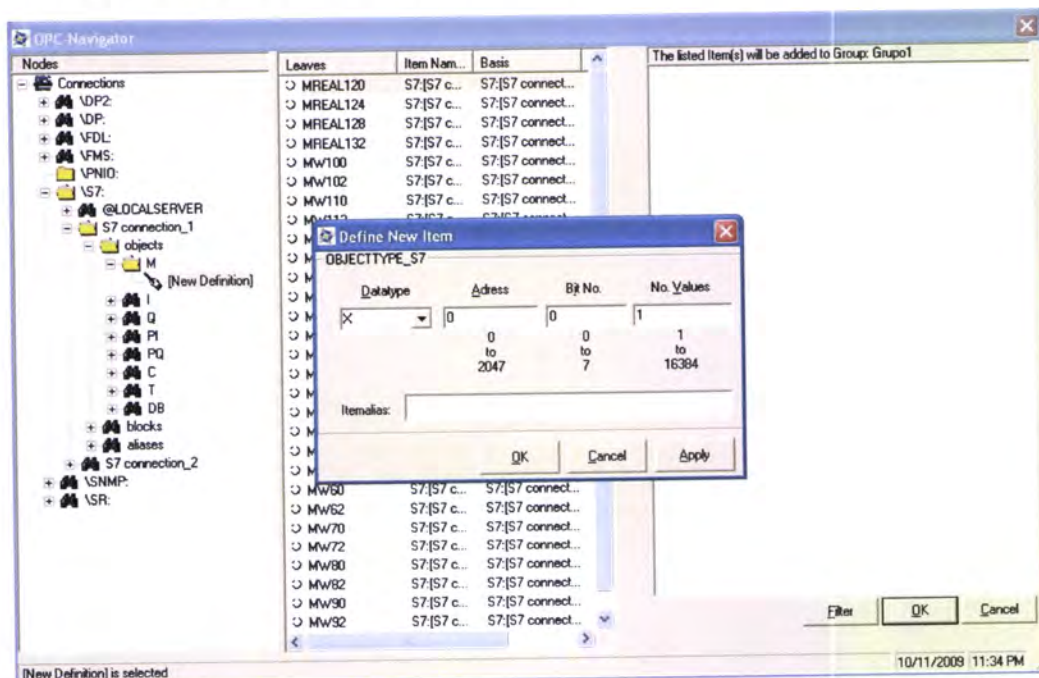 OPC-Navigator
Nodes
Connections
\DP2:
\DP:
\FDL:
\FMS:
\PNIO:
\S7:
@LOCALSERVER
S7 connection_1
objects
M
[New Definition]
I
Q
PI
PQ
C
T
DB
blocks
aliases
S7 connection_2
\SNMP:
\SR:
Leaves Item Nam... Basis
MREAL120 S7:[S7 c... S7:[S7 connect...
MREAL124 S7:[S7 c... S7:[S7 connect...
MREAL128 S7:[S7 c... S7:[S7 connect...
MREAL132 S7:[S7 c... S7:[S7 connect...
MW100 S7:[S7 c... S7:[S7 connect...
MW102 S7:[S7 c... S7:[S7 connect...
MW110 S7:[S7 c... S7:[S7 connect...
MW60 S7:[S7 c... S7:[S7 connect...
MW62 S7:[S7 c... S7:[S7 connect...
MW70 S7:[S7 c... S7:[S7 connect...
MW72 S7:[S7 c... S7:[S7 connect...
MW80 S7:[S7 c... S7:[S7 connect...
MW82 S7:[S7 c... S7:[S7 connect...
MW90 S7:[S7 c... S7:[S7 connect...
MW92 S7:[S7 c... S7:[S7 connect...
The listed Item(s) will be added to Group: Grupo1
Define New Item
OBJECTTYPE_S7
Datatype Adress Bit No. No. Values
X 0 0 1
0 0 1
to to to
2047 7 16384
Itemalias:
OK Cancel Apply
Filter OK Cancel
[New Definition] is selected
10/11/2009 11:34 PM